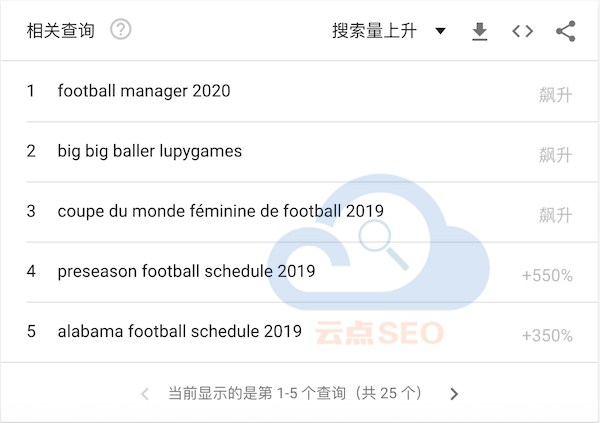 相关查询
搜索量上升
1 football manager 2020 飙升
2 big big baller lupygames 飙升
3 coupe du monde féminine de football 2019 飙升
4 preseason football schedule 2019 +550%
5 alabama football schedule 2019 +350%
云点SEO
当前显示的是第 1-5 个查询（共 25 个）